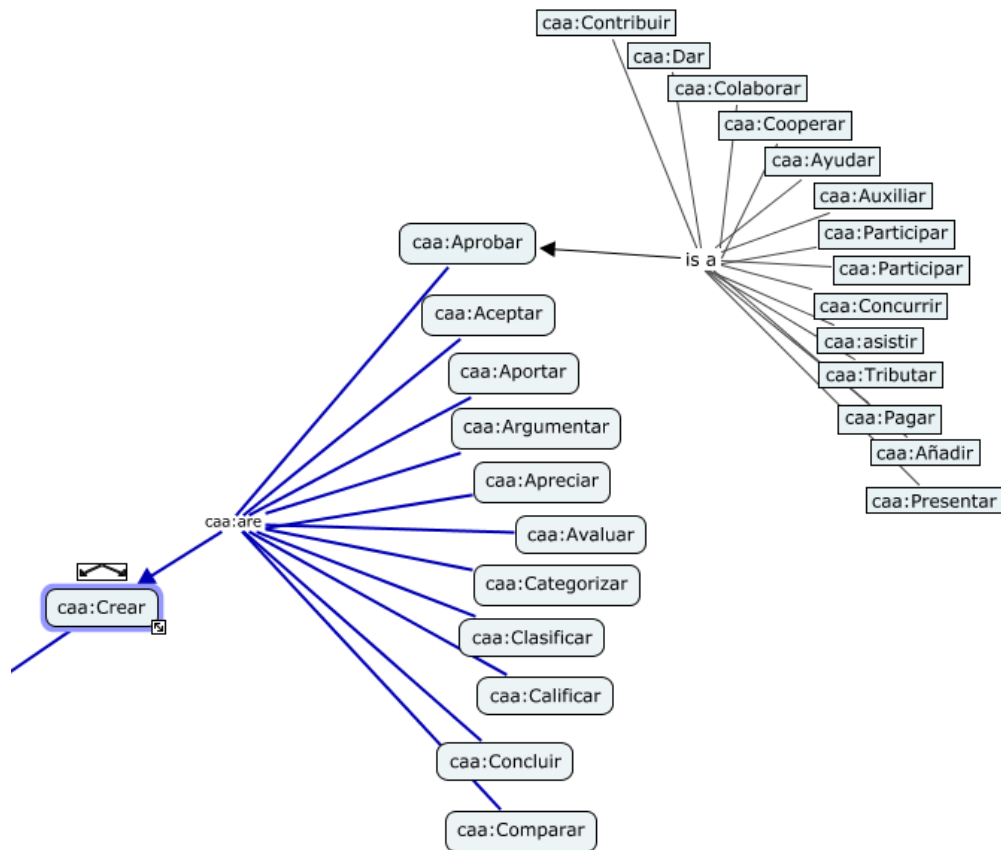 caa:Contribuir
caa:Dar
caa:Colaborar
caa:Cooperar
caa:Ayudar
caa:Auxiliar
caa:Participar
caa:Participar
caa:Concurrir
caa:asistir
caa:Tributar
caa:Pagar
caa:Añadir
caa:Presentar
is a
caa:Aprobar
caa:Aceptar
caa:Aportar
caa:Argumentar
caa:Apreciar
caa:Avaluar
caa:Categorizar
caa:Clasificar
caa:Calificar
caa:Concluir
caa:Comparar
caa:are
caa:Crear